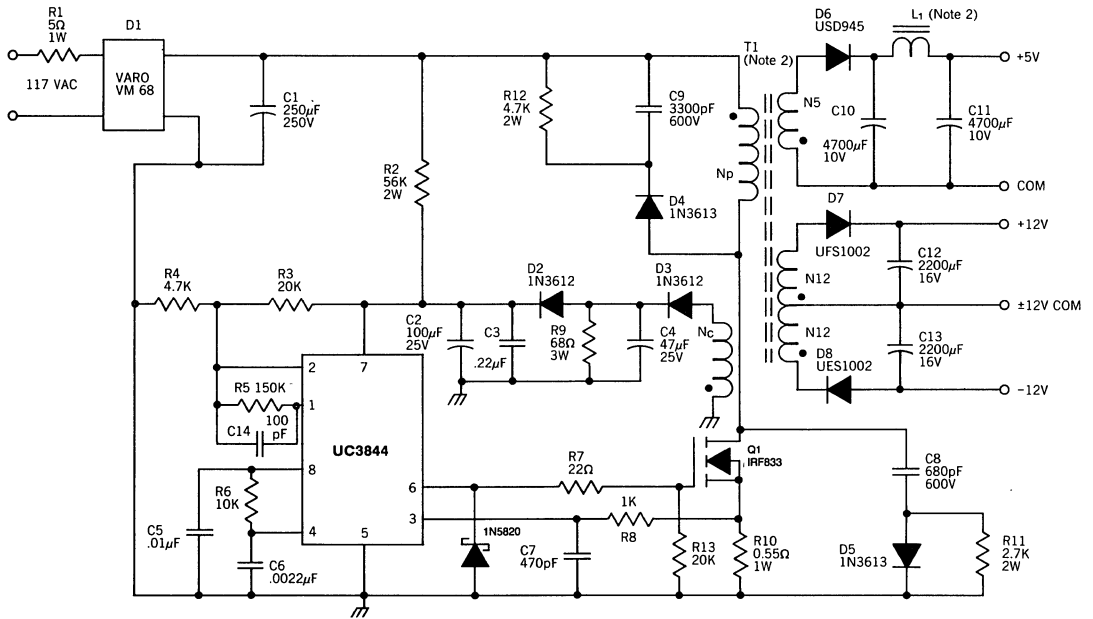 R1
5Ω
1W
117 VAC
D1
VARO
VM 68
C1
250µF
250V
R2
56K
2W
R12
4.7K
2W
C9
3300pF
600V
D4
1N3613
T1
(Note 2)
Np
D6
USD945
L1 (Note 2)
+5V
N5
C10
4700µF
10V
C11
4700µF
10V
COM
D7
UFS1002
+12V
N12
C12
2200µF
16V
±12V COM
N12
C13
2200µF
16V
D8
UES1002
-12V
R4
4.7K
R3
20K
C2
100µF
25V
C3
.22µF
D2
1N3612
R9
68Ω
3W
D3
1N3612
C4
47µF
25V
Nc
2
7
R5 150K
1
100
pF
C14
UC3844
8
R6
10K
4
5
6
3
C5
.01µF
C6
.0022µF
1N5820
R7
22Ω
1K
R8
C7
470pF
R13
20K
Q1
IRF833
R10
0.55Ω
1W
C8
680pF
600V
D5
1N3613
R11
2.7K
2W